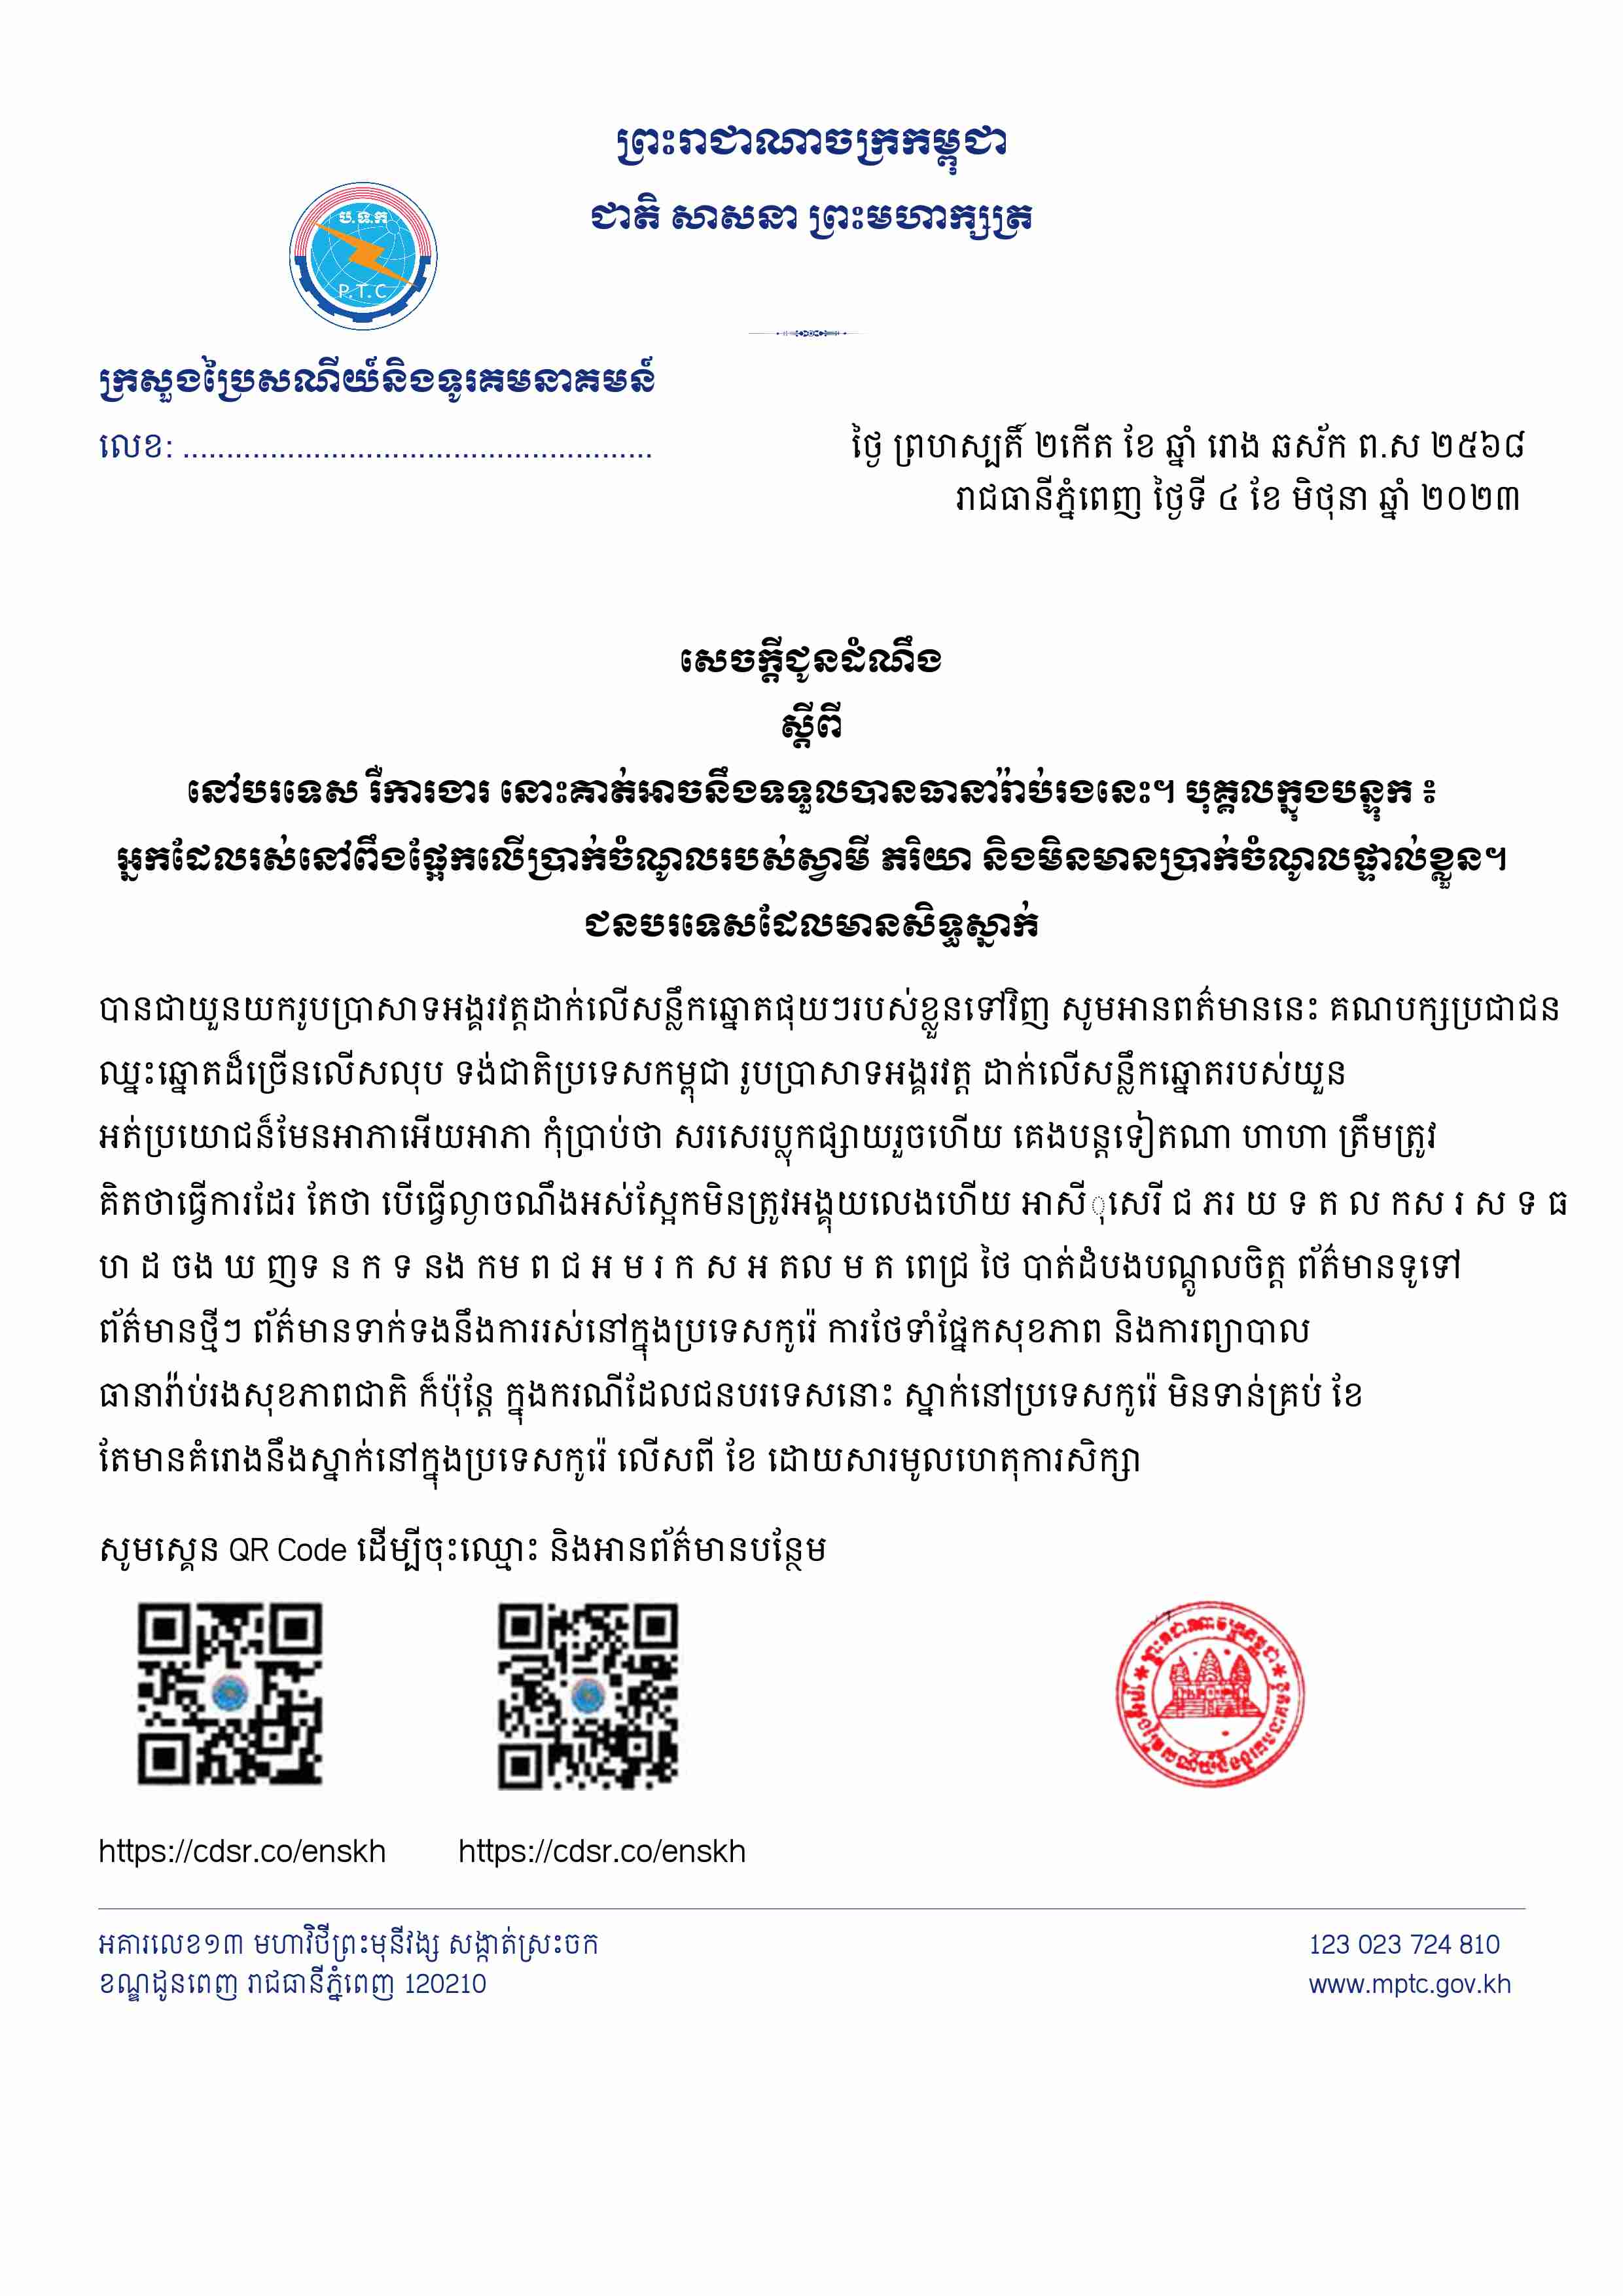 ព្រះរាជាណាចក្រកម្ពុជា
ជាតិ សាសនា ព្រះមហាក្សត្រ
ប.ទ.ក
P.T.C
ក្រសួងប្រៃសណីយ៍និងទូរគមនាគមន៍
លេខ: ......................................................
ថ្ងៃ ព្រហស្បតិ៍ ២កើត ខែ ឆ្នាំ រោង ឆស័ក ព.ស ២៥៦៨
រាជធានីភ្នំពេញ ថ្ងៃទី ៤ ខែ មិថុនា ឆ្នាំ ២០២៣
សេចក្តីជូនដំណឹង
ស្តីពី
នៅបរទេស រឺការងារ នោះគាត់អាចនឹងទទួលបានធានារ៉ាប់រងនេះ។ បុគ្គលក្នុងបន្ទុក ៖
អ្នកដែលរស់នៅពឹងផ្អែកលើប្រាក់ចំណូលរបស់ស្វាមី ភរិយា និងមិនមានប្រាក់ចំណូលផ្ទាល់ខ្លួន។
ជនបរទេសដែលមានសិទ្ធស្នាក់
បានជាយួនយករូបប្រាសាទអង្គរវត្តដាក់លើសន្លឹកឆ្នោតផុយៗរបស់ខ្លួនទៅវិញ សូមអានពត៌មាននេះ គណបក្សប្រជាជន
ឈ្នះឆ្នោតដ៏ច្រើនលើសលុប ទង់ជាតិប្រទេសកម្ពុជា រូបប្រាសាទអង្គរវត្ត ដាក់លើសន្លឹកឆ្នោតរបស់យួន
អត់ប្រយោជន៏មែនអាភាអើយអាភា កុំប្រាប់ថា សរសេរប្លុកផ្សាយរួចហើយ គេងបន្តទៀតណា ហាហា ត្រឹមត្រូវ
គិតថាធ្វើការដែរ តែថា បើធ្វើល្ងាចណឹងអស់ស្អែកមិនត្រូវអង្គុយលេងហើយ អាសីុសេរី ជ ភរ យ ទ ត ល កស រ ស ទ ធ
ហ ដ ចង ឃ ញទ ន ក ទ នង កម ព ជ អ ម រ ក ស អ តល ម ត ពេជ្រ ថៃ បាត់ដំបងបណ្តូលចិត្ត ព័ត៌មានទូទៅ
ព័ត៌មានថ្មីៗ ព័ត៌មានទាក់ទងនឹងការរស់នៅក្នុងប្រទេសកូរ៉េ ការថែទាំផ្នែកសុខភាព និងការព្យាបាល
ធានារ៉ាប់រងសុខភាពជាតិ ក៏ប៉ុន្តែ ក្នុងករណីដែលជនបរទេសនោះ ស្នាក់នៅប្រទេសកូរ៉េ មិនទាន់គ្រប់ ខែ
តែមានគំរោងនឹងស្នាក់នៅក្នុងប្រទេសកូរ៉េ លើសពី ខែ ដោយសារមូលហេតុការសិក្សា
សូមស្គេន QR Code ដើម្បីចុះឈ្មោះ និងអានព័ត៌មានបន្ថែម
ព្រះរាជាណាចក្រកម្ពុជា
ក្រសួងប្រៃសណីយ៍និងទូរគមនាគមន៍
https://cdsr.co/enskh https://cdsr.co/enskh
អគារលេខ១៣ មហាវិថីព្រះមុនីវង្ស សង្កាត់ស្រះចក
ខណ្ឌដូនពេញ រាជធានីភ្នំពេញ 120210
123 023 724 810
www.mptc.gov.kh